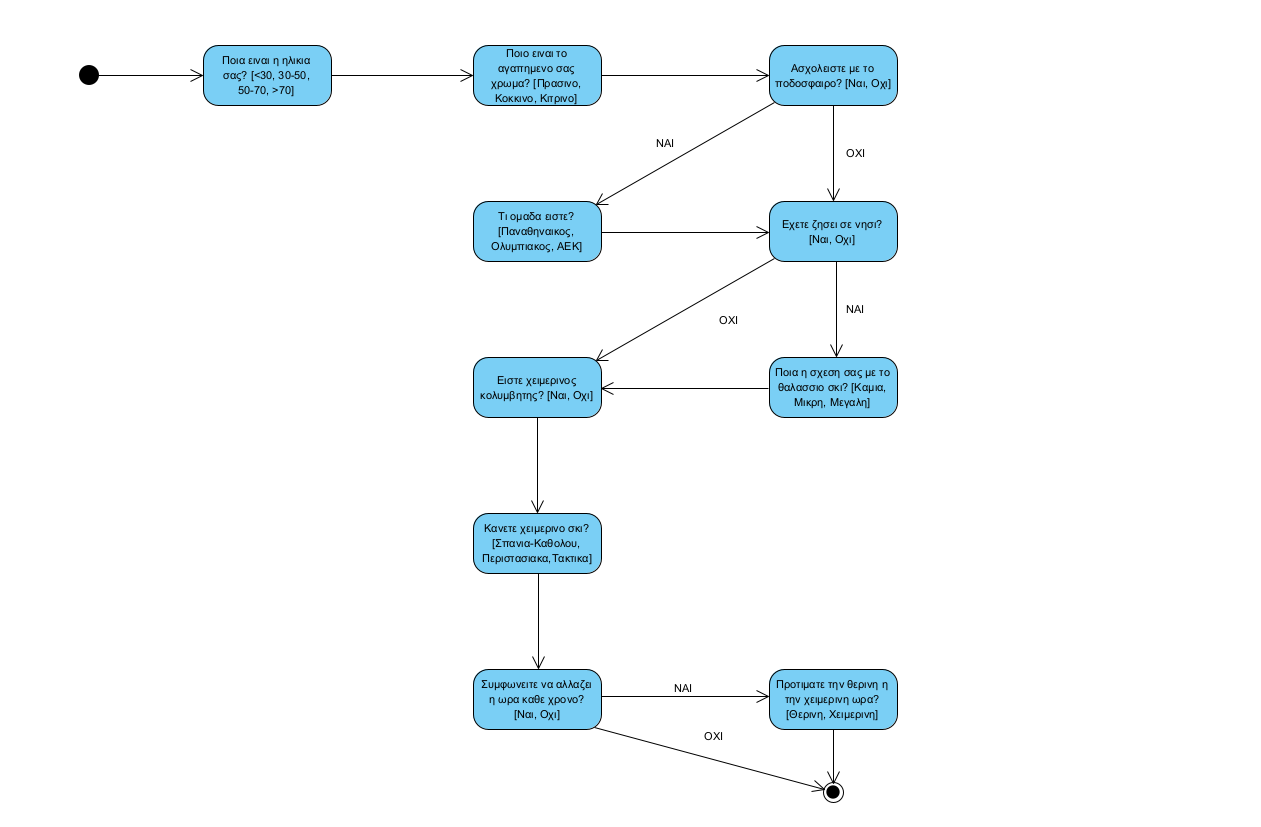 Ποια ειναι η ηλικια
σας? [<30, 30-50,
50-70, >70]
Ποιο ειναι το
αγαπημενο σας
χρωμα? [Πρασινο,
Κοκκινο, Κιτρινο]
Ασχολειστε με το
ποδοσφαιρο? [Ναι, Οχι]
ΝΑΙ
ΟΧΙ
Τι ομαδα ειστε?
[Παναθηναικος,
Ολυμπιακος, ΑΕΚ]
Εχετε ζησει σε νησι?
[Ναι, Οχι]
ΟΧΙ
ΝΑΙ
Ειστε χειμερινος
κολυμβητης? [Ναι, Οχι]
Ποια η σχεση σας με το
θαλασσιο σκι? [Καμια,
Μικρη, Μεγαλη]
Κανετε χειμερινο σκι?
[Σπανια-Καθολου,
Περιστασιακα,Τακτικα]
Συμφωνειτε να αλλαζει
η ωρα καθε χρονο?
[Ναι, Οχι]
ΝΑΙ
ΟΧΙ
Προτιματε την θερινη η
την χειμερινη ωρα?
[Θερινη, Χειμερινη]